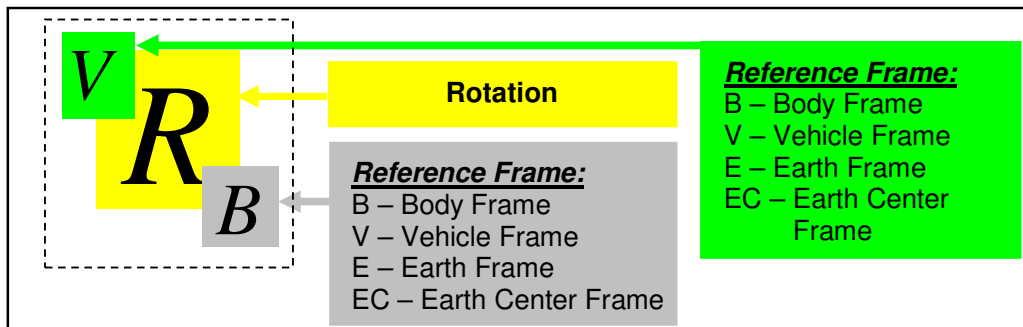 V
R
B
Rotation
Reference Frame:
B – Body Frame
V – Vehicle Frame
E – Earth Frame
EC – Earth Center Frame
Reference Frame:
B – Body Frame
V – Vehicle Frame
E – Earth Frame
EC – Earth Center
Frame